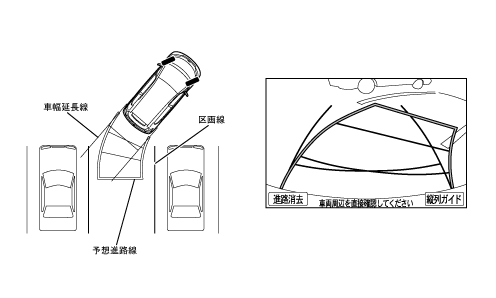 車幅延長線
区画線
予想進路線
進路消去
車両周辺を直接確認してください
縦列ガイド